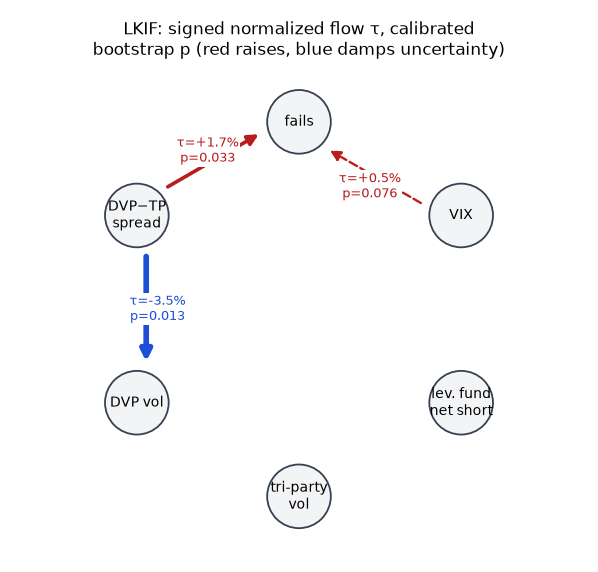 LKIF: signed normalized flow τ, calibrated
bootstrap p (red raises, blue damps uncertainty)
fails
τ=+1.7%
p=0.033
τ=+0.5%
p=0.076
DVP−TP
spread
VIX
τ=-3.5%
p=0.013
DVP vol
lev. fund
net short
tri-party
vol